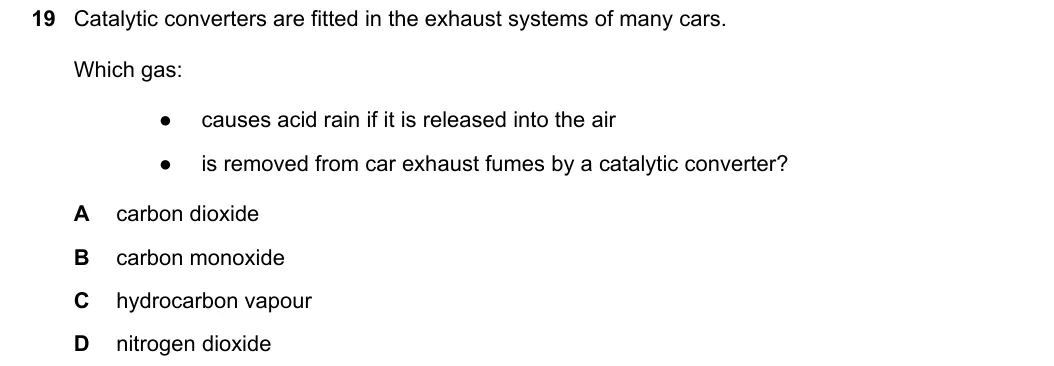 19 Catalytic converters are fitted in the exhaust systems of many cars.
Which gas:
● causes acid rain if it is released into the air
● is removed from car exhaust fumes by a catalytic converter?
A carbon dioxide
B carbon monoxide
C hydrocarbon vapour
D nitrogen dioxide